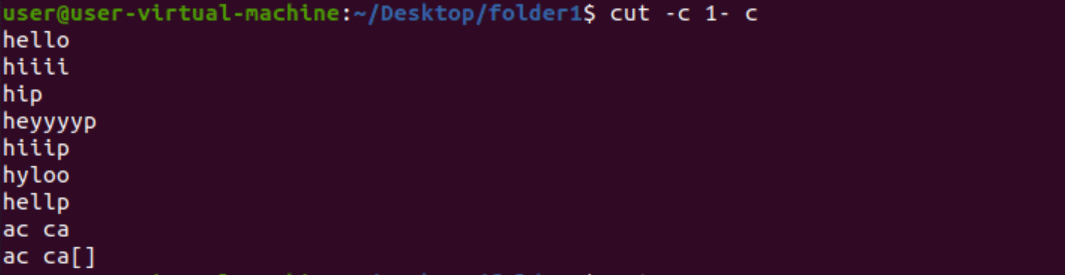 user@user-virtual-machine:~/Desktop/folder1$ cut -c 1- c
hello
hiiii
hip
heyyyyp
hiiip
hyloo
hellp
ac ca
ac ca[]